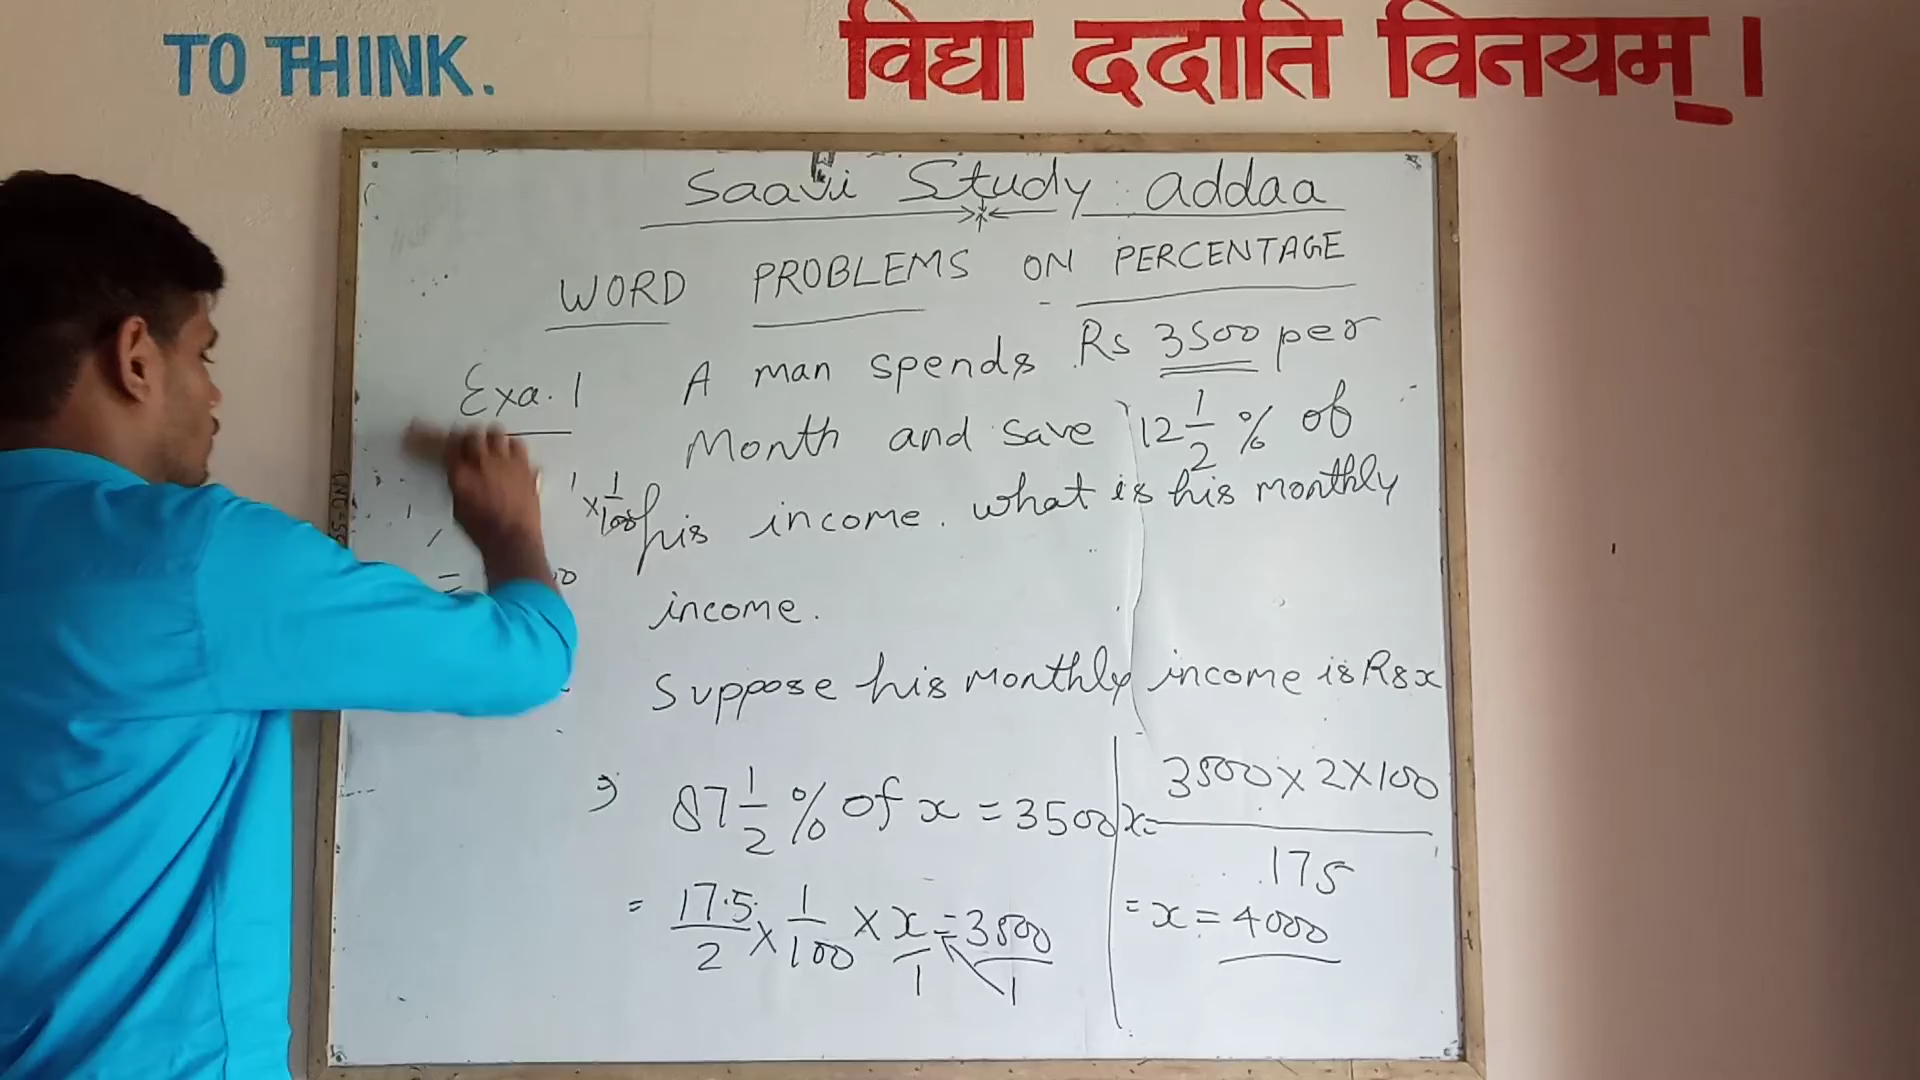 TO THINK.
विद्या ददाति विनयम् ।
Saavi Study addaa
WORD PROBLEMS ON PERCENTAGE
Exa. 1 A man spends Rs 3500 per
Month and save 12 1/2 % of
his income. what is his monthly
income.
× 1/100
=
Suppose his monthly income is Rs x
⇒ 87 1/2 % of x = 3500
= 17.5/2 × 1/100 × x/1 = 3500/1
x = 3500 × 2 × 100 / 175
= x = 4000